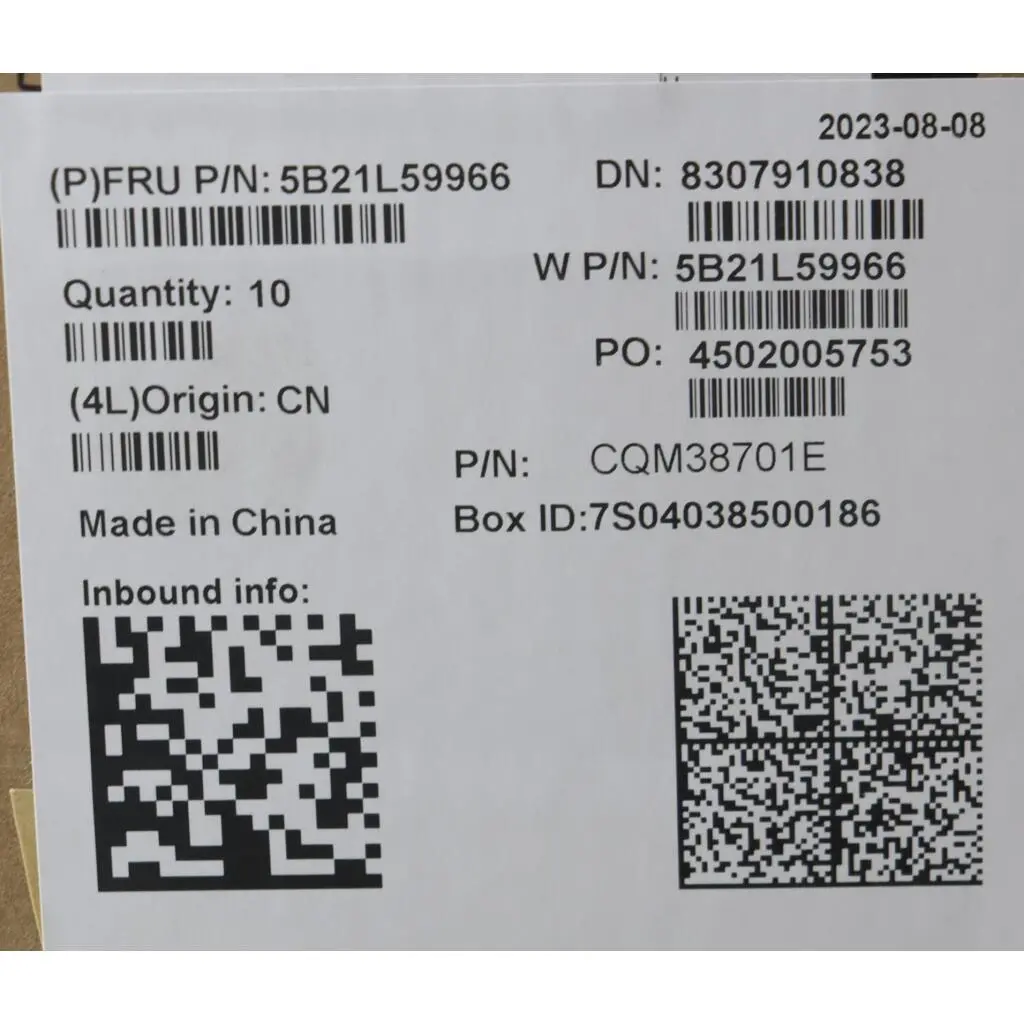 2023-08-08
(P)FRU P/N: 5B21L59966
DN: 8307910838
W P/N: 5B21L59966
Quantity: 10
PO: 4502005753
(4L)Origin: CN
P/N: CQM38701E
Made in China
Box ID:7S04038500186
Inbound info: